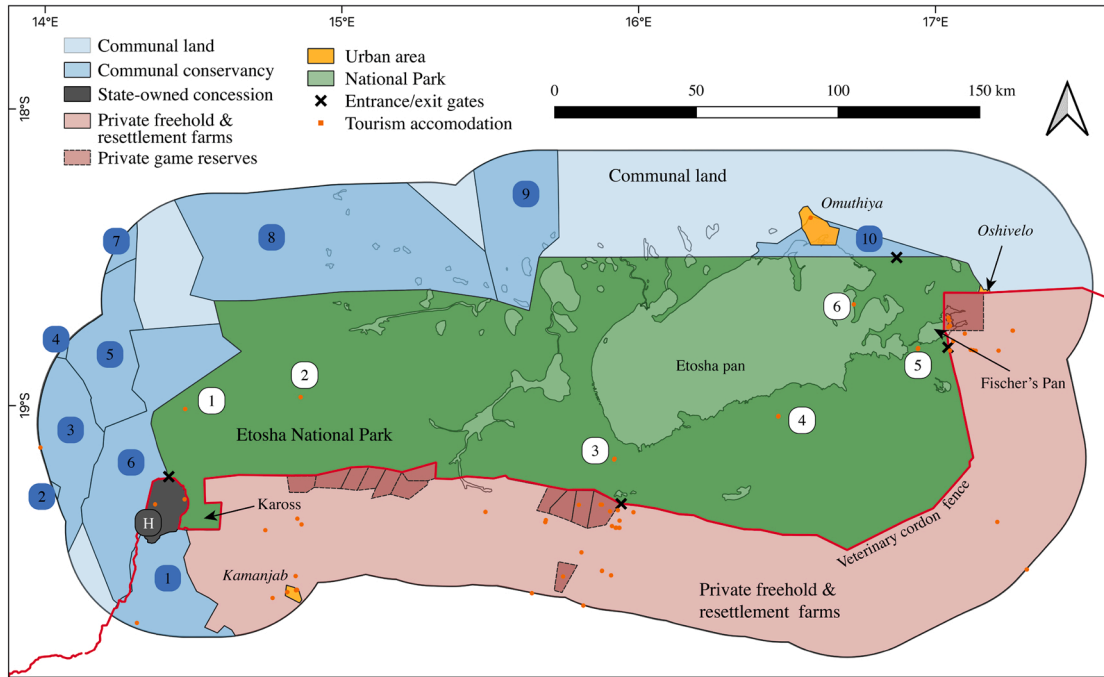 14°E 15°E 16°E 17°E
18°S
19°S
Communal land
Communal conservancy
State-owned concession
Private freehold &
resettlement farms
Private game reserves
Urban area
National Park
Entrance/exit gates
Tourism accomodation
0 50 100 150 km
Communal land
9
Omuthiya
7
8
10
Oshivelo
6
4
5
Etosha pan
5
Fischer's Pan
2
1
3
Etosha National Park
4
6
3
2
Kaross
H
Veterinary cordon fence
Kamanjab
1
Private freehold &
resettlement farms